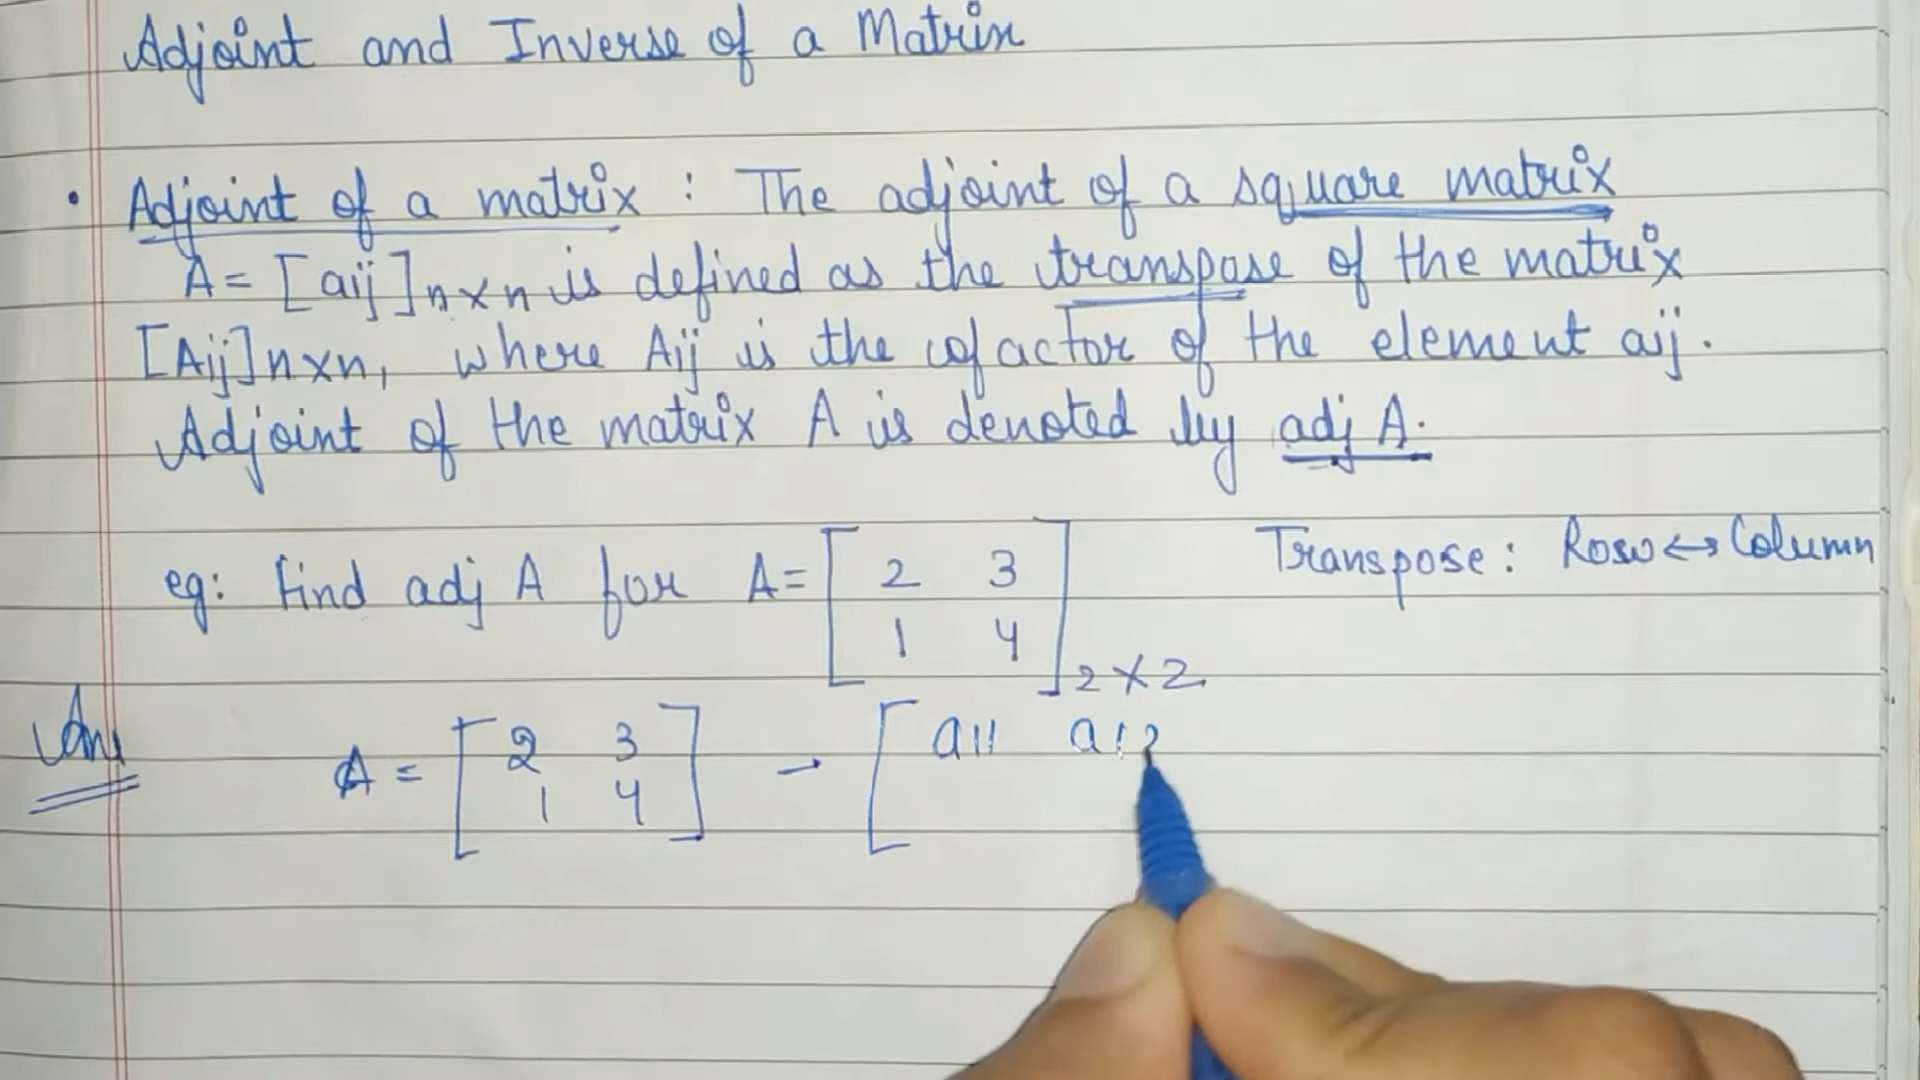 Adjoint and Inverse of a Matrix
• Adjoint of a matrix : The adjoint of a square matrix
A = [aij]n×n is defined as the transpose of the matrix
[Aij]n×n, where Aij is the cofactor of the element aij.
Adjoint of the matrix A is denoted by adj A.
eg: find adj A for A = [ 2 3
1 4 ] 2×2
Transpose : Row ↔ Column
Ans
A = [ 2 3
1 4 ] - [ a11 a12